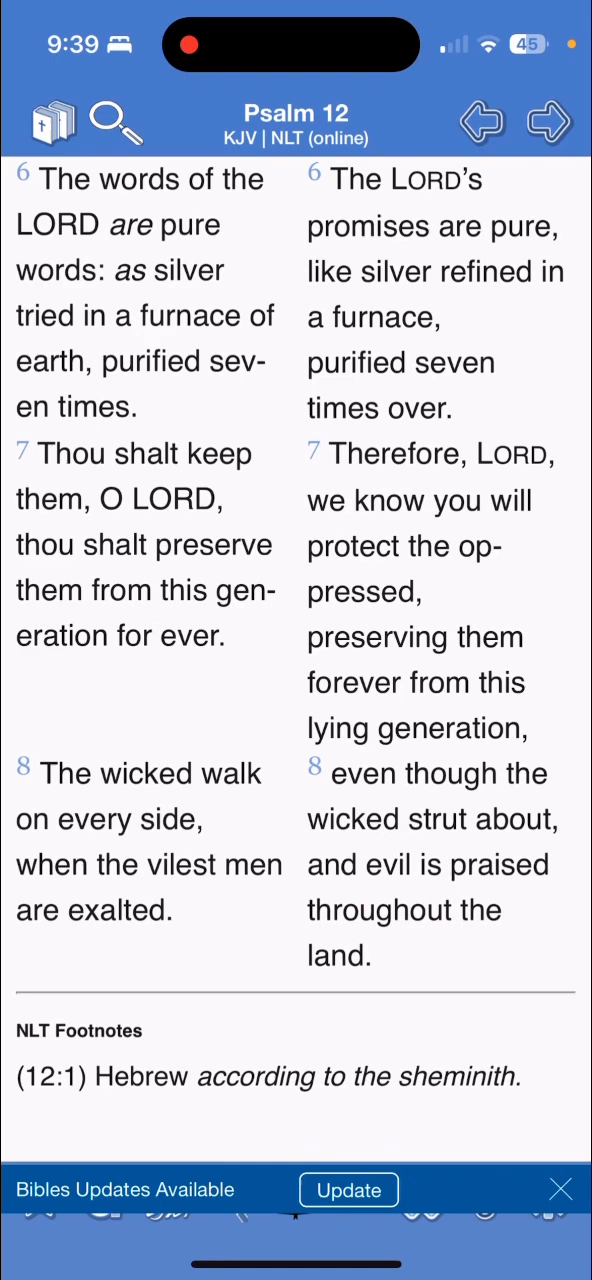 9:39
45
Psalm 12
KJV | NLT (online)
6 The words of the
LORD are pure
words: as silver
tried in a furnace of
earth, purified sev-
en times.
7 Thou shalt keep
them, O LORD,
thou shalt preserve
them from this gen-
eration for ever.
8 The wicked walk
on every side,
when the vilest men
are exalted.
6 The LORD’s
promises are pure,
like silver refined in
a furnace,
purified seven
times over.
7 Therefore, LORD,
we know you will
protect the op-
pressed,
preserving them
forever from this
lying generation,
8 even though the
wicked strut about,
and evil is praised
throughout the
land.
NLT Footnotes
(12:1) Hebrew according to the sheminith.
Bibles Updates Available
Update